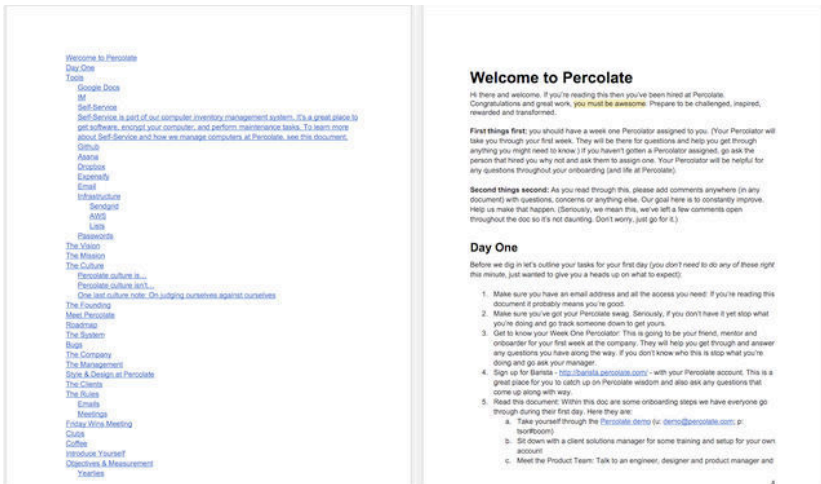 Welcome to Percolate
Day One
Tools
Google Docs
IM
Self-Service
Self-Service is part of our computer inventory management system. It's a great place to
get software, encrypt your computer, and perform maintenance tasks. To learn more
about Self-Service and how we manage computers at Percolate, see this document.
Github
Asana
Dropbox
Expensify
Email
Infrastructure
Sendgrid
AWS
Lists
Passwords
The Vision
The Mission
The Culture
Percolate culture is...
Percolate culture isn't...
One last culture note: On judging ourselves against ourselves
The Founding
Meet Percolate
Roadmap
The System
Bugs
The Company
The Management
Style & Design at Percolate
The Clients
The Rules
Emails
Meetings
Friday Wins Meeting
Clubs
Coffee
Introduce Yourself
Objectives & Measurement
Yearlies
Welcome to Percolate
Hi there and welcome. If you're reading this then you've been hired at Percolate.
Congratulations and great work, you must be awesome. Prepare to be challenged, inspired,
rewarded and transformed.
First things first: you should have a week one Percolator assigned to you. (Your Percolator will
take you through your first week. They will be there for questions and help you get through
anything you might need to know.) If you haven't gotten a Percolator assigned, go ask the
person that hired you why not and ask them to assign one. Your Percolator will be helpful for
any questions throughout your onboarding (and life at Percolate).
Second things second: As you read through this, please add comments anywhere (in any
document) with questions, concerns or anything else. Our goal here is to constantly improve.
Help us make that happen. (Seriously, we mean this, we've left a few comments open
throughout the doc so it's not daunting. Don't worry, just go for it.)
Day One
Before we dig in let's outline your tasks for your first day (you don't need to do any of these right
this minute, just wanted to give you a heads up on what to expect):
1. Make sure you have an email address and all the access you need: If you're reading this
document it probably means you're good.
2. Make sure you've got your Percolate swag. Seriously, if you don't have it yet stop what
you're doing and go track someone down to get yours.
3. Get to know your Week One Percolator: This is going to be your friend, mentor and
onboarder for your first week at the company. They will help you get through and answer
any questions you have along the way. If you don't know who this is stop what you're
doing and go ask your manager.
4. Sign up for Barista - http://barista.percolate.com/ - with your Percolate account. This is a
great place for you to catch up on Percolate wisdom and also ask any questions that
come up along with way.
5. Read this document: Within this doc are some onboarding steps we have everyone go
through during their first day. Here they are:
a. Take yourself through the Percolate demo (u: demo@percolate.com; p:
b. Sit down with a client solutions manager for some training and setup for your own
account
c. Meet the Product Team: Talk to an engineer, designer and product manager and